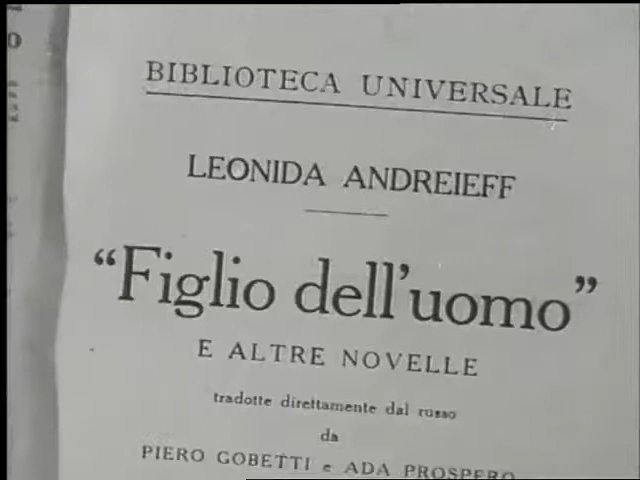 BIBLIOTECA UNIVERSALE
LEONIDA ANDREIEFF
"Figlio dell'uomo"
E ALTRE NOVELLE
tradotte direttamente dal russo
da
PIERO GOBETTI e ADA PROSPERO